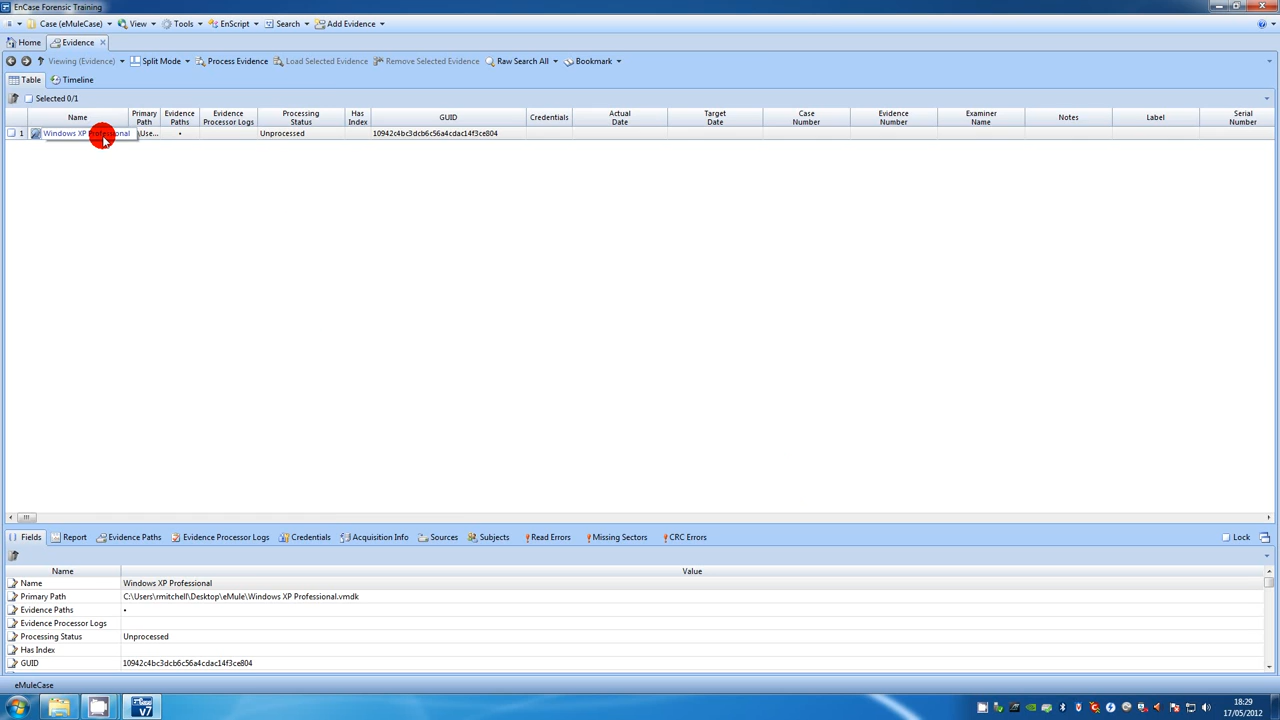 EnCase Forensic Training
Case (eMuleCase) View Tools EnScript Search Add Evidence
Home Evidence
Viewing (Evidence) Split Mode Process Evidence Load Selected Evidence Remove Selected Evidence Raw Search All Bookmark
Table Timeline
Selected 0/1
Name Primary Path Evidence Paths Evidence Processor Logs Processing Status Has Index GUID Credentials Actual Date Target Date Case Number Evidence Number Examiner Name Notes Label Serial Number
1 Windows XP Professional \Use... • Unprocessed 10942c4bc3dcb6c56a4cdac14f3ce804
Fields Report Evidence Paths Evidence Processor Logs Credentials Acquisition Info Sources Subjects Read Errors Missing Sectors CRC Errors Lock
Name Value
Name Windows XP Professional
Primary Path C:\Users\rmitchell\Desktop\eMule\Windows XP Professional.vmdk
Evidence Paths •
Evidence Processor Logs
Processing Status Unprocessed
Has Index
GUID 10942c4bc3dcb6c56a4cdac14f3ce804
eMuleCase
EnCase V7
18:29
17/05/2012